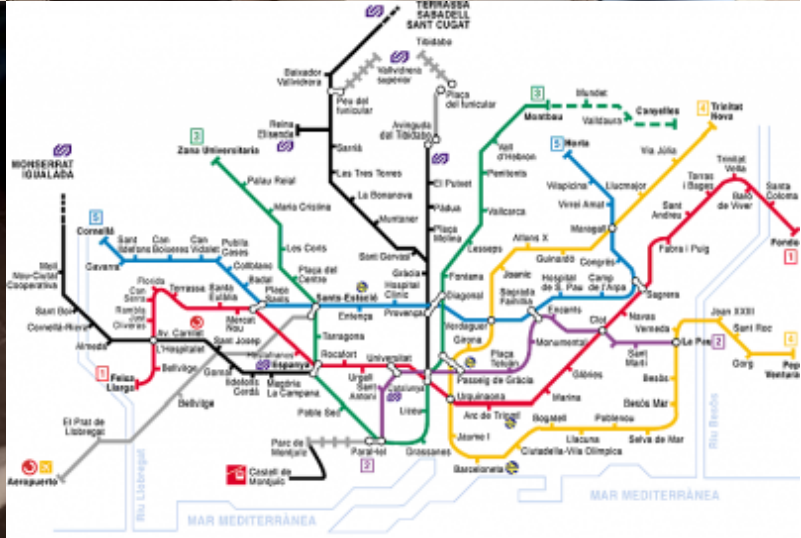 TERRASSA
SABADELL
SANT CUGAT
Tibidabo
Baixador
Vallvidrera
Vallvidrera
superior
Peu del
funicular
Plaça
del funicular
Avinguda
del Tibidabo
Reina
Elisenda
Sarrià
Les Tres Torres
La Bonanova
Muntaner
Sant Gervasi
Gràcia
El Putxet
Pàdua
Plaça
Molina
3
Montbau
Mundet
Valldaura
Canyelles
4
Trinitat
Nova
Via Júlia
Llucmajor
5
Horta
Vilapicina
Virrei Amat
Maragall
Congrés
Vall
d'Hebron
Penitents
Vallcarca
Lesseps
Fontana
Diagonal
Alfons X
Guinardó
Joanic
Hospital
de S. Pau
Camp
de l'Arpa
Sagrada
Família
Verdaguer
Girona
Trinitat
Vella
Torras
i Bages
Baró
de Viver
Santa
Coloma
Sant
Andreu
Fabra i Puig
1
Sagrera
Navas
Clot
Encants
Monumental
Glòries
Marina
Arc de Triomf
Urquinaona
Plaça
Tetuán
Passeig de Gràcia
3
Zona Universitaria
Palau Reial
Maria Cristina
Les Corts
Plaça del
Centre
Sants-Estació
Entença
Hospital
Clínic
Provença
MONSERRAT
IGUALADA
5
Cornellà
Gavarra
Sant
Ildefons
Can
Boixeres
Can
Vidalet
Pubilla
Cases
Collblanc
Badal
Plaça
Sants
Molí
Nou-Ciutat
Cooperativa
Sant Boi
Cornellà-Riera
Almeda
Florida
Can
Serra
Rambla
Just
Oliveras
Torrassa
Santa
Eulàlia
Mercat
Nou
Av. Carrilet
L'Hospitalet
Sant Josep
Gornal
Ildefons
Cerdà
Magòria
La Campana
Hostafrancs
Espanya
Tarragona
Rocafort
Urgell
Sant
Antoni
Universitat
Catalunya
Liceu
Drassanes
Poble Sec
Paral·lel
2
Parc de
Montjuïc
Castell de
Montjuïc
1
Feixa
Llarga
Bellvitge
Bellvitge
El Prat de
Llobregat
Aeropuerto
Jaume I
Barceloneta
Ciutadella-Vila Olímpica
Bogatell
Llacuna
Poblenou
Selva de Mar
Besòs Mar
Besòs
Sant
Martí
Verneda
La Pau
2
Joan XXIII
Sant Roc
Gorg
4
Riu Llobregat
Riu Besòs
MAR MEDITERRÀNEA
MAR MEDITERRÀNEA